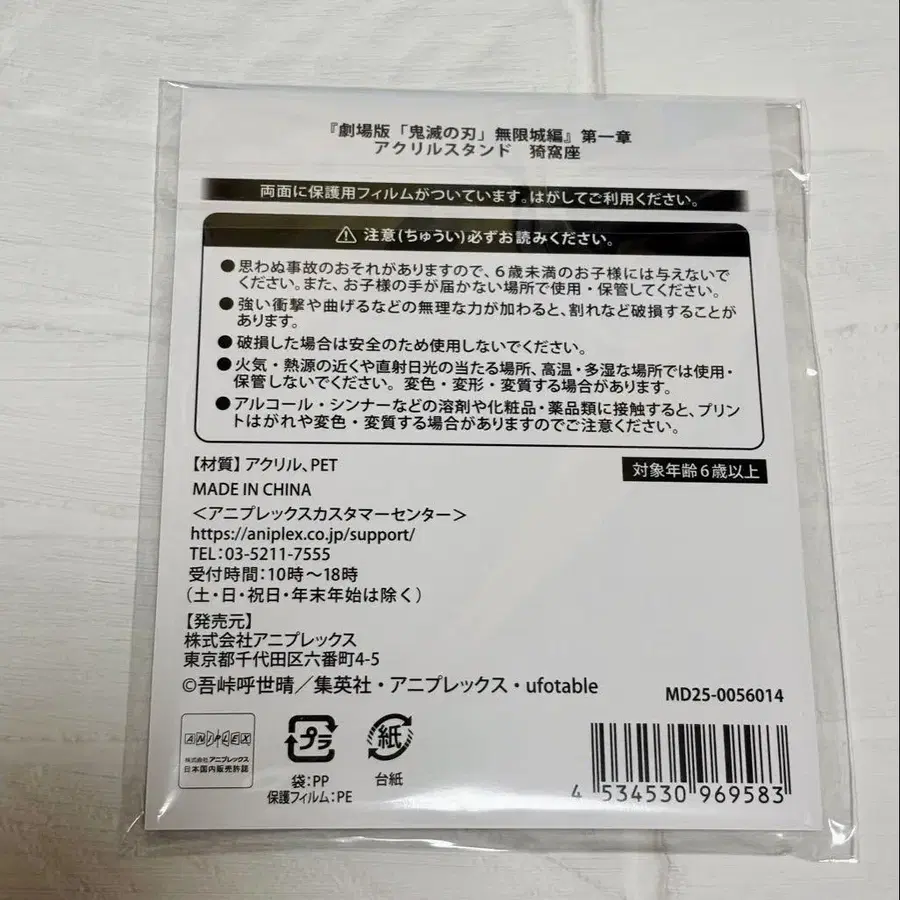 『劇場版「鬼滅の刃」無限城編』第一章
アクリルスタンド 猗窩座
両面に保護用フィルムがついています。はがしてご利用ください。
注意(ちゅうい)必ずお読みください。
●思わぬ事故のおそれがありますので、6歳未満のお子様には与えないで
ください。また、お子様の手が届かない場所で使用・保管してください。
●強い衝撃や曲げるなどの無理な力が加わると、割れなど破損することが
あります。
●破損した場合は安全のため使用しないでください。
●火気・熱源の近くや直射日光の当たる場所、高温・多湿な場所では使用・
保管しないでください。変色・変形・変質する場合があります。
●アルコール・シンナーなどの溶剤や化粧品・薬品類に接触すると、プリン
トはがれや変色・変質する場合がありますのでご注意ください。
【材質】アクリル、PET
対象年齢6歳以上
MADE IN CHINA
＜アニプレックスカスタマーセンター＞
https://aniplex.co.jp/support/
TEL:03-5211-7555
受付時間:10時～18時
(土・日・祝日・年末年始は除く)
【発売元】
株式会社アニプレックス
東京都千代田区六番町4-5
©吾峠呼世晴／集英社・アニプレックス・ufotable
MD25-0056014
ANIPLEX
株式会社アニプレックス
日本国内販売許諾
プラ
袋:PP
保護フィルム:PE
紙
台紙
4 534530 969583